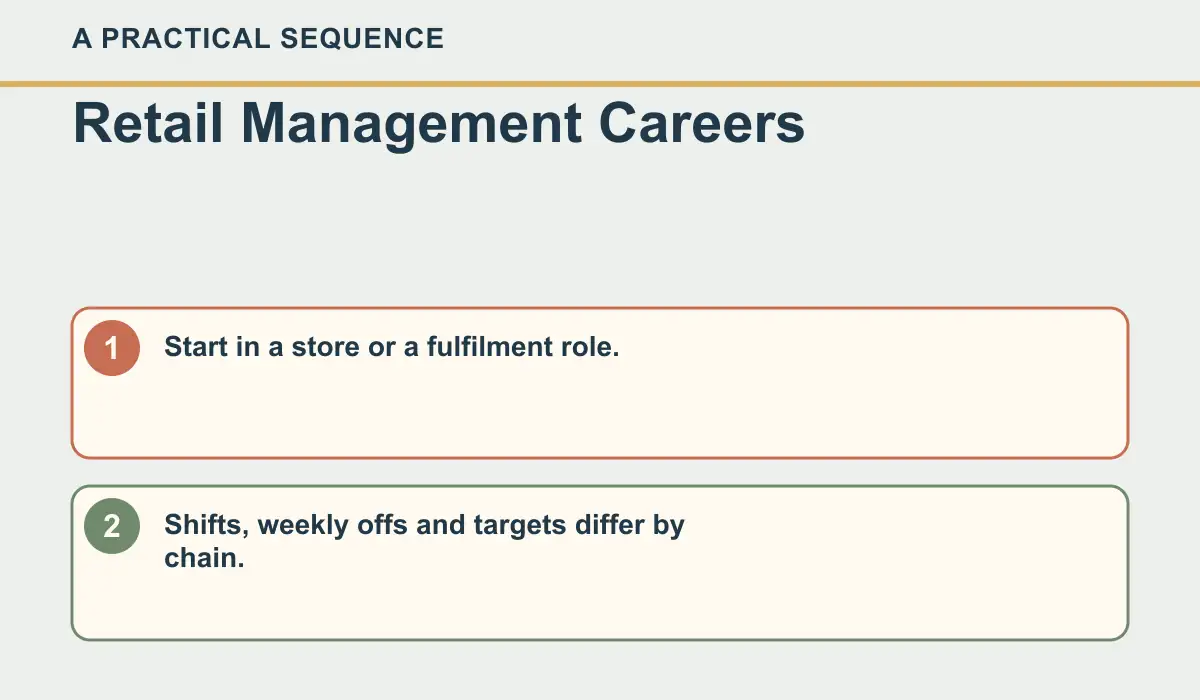 A PRACTICAL SEQUENCE
Retail Management Careers
1
Start in a store or a fulfilment role.
2
Shifts, weekly offs and targets differ by
chain.